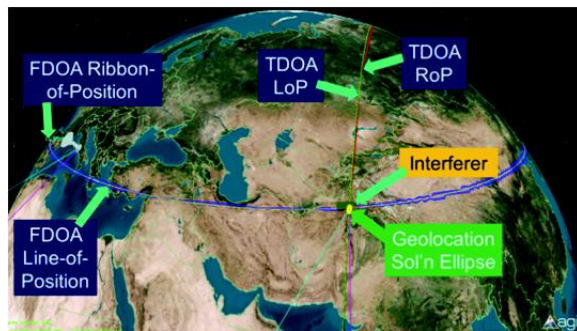 FDOA Ribbon-
of-Position
TDOA
LoP
TDOA
RoP
Interferer
FDOA
Line-of-
Position
Geolocation
Sol'n Ellipse